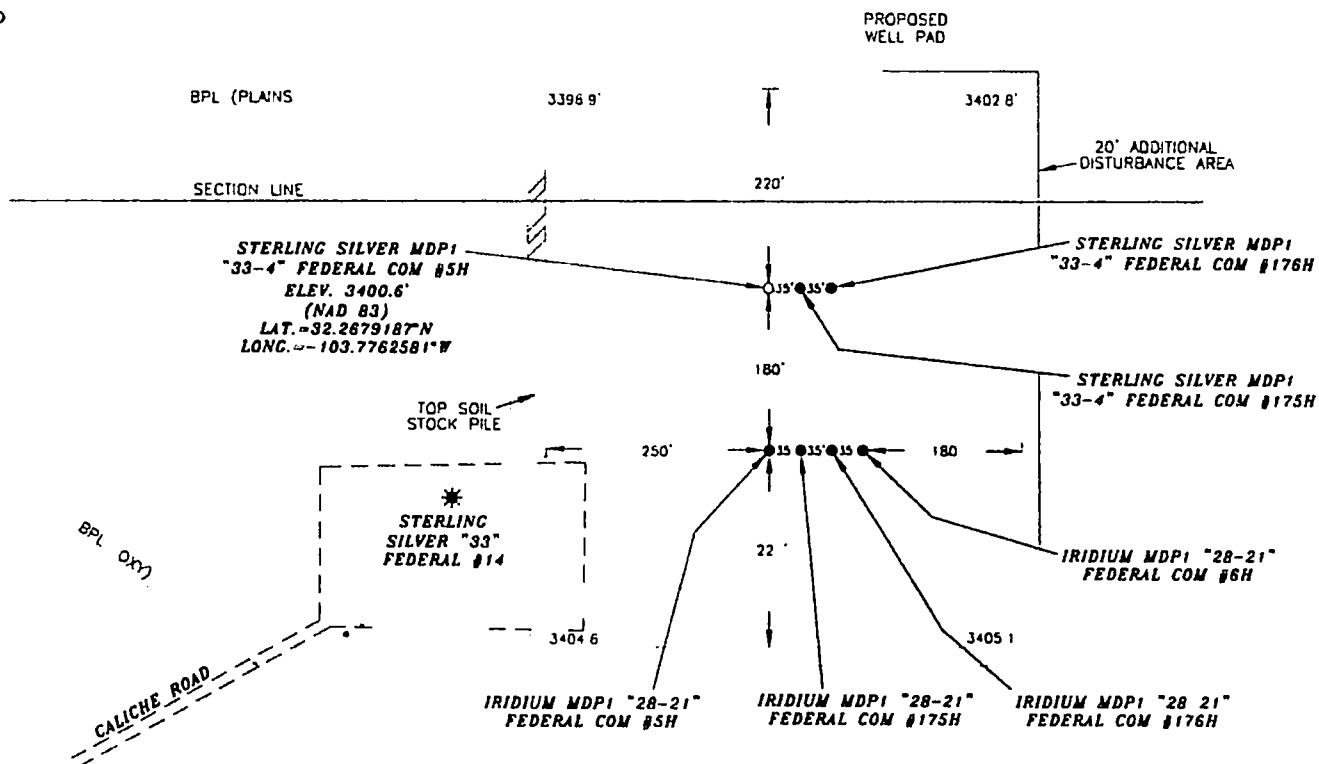 PROPOSED
WELL PAD
BPL (PLAINS
3396 9'
3402 8'
20' ADDITIONAL
DISTURBANCE AREA
SECTION LINE
220'
STERLING SILVER MDP1
"33-4" FEDERAL COM #5H
ELEV. 3400.6'
(NAD 83)
LAT.=32.2679187°N
LONG.=-103.7762581°W
35' 35'
STERLING SILVER MDP1
"33-4" FEDERAL COM #176H
180'
STERLING SILVER MDP1
"33-4" FEDERAL COM #175H
TOP SOIL
STOCK PILE
250'
35 35' 35
180
STERLING
SILVER "33"
FEDERAL #14
BPL OXY)
22 '
IRIDIUM MDP1 "28-21"
FEDERAL COM #6H
3404 6
3405 1
CALICHE ROAD
IRIDIUM MDP1 "28-21"
FEDERAL COM #5H
IRIDIUM MDP1 "28-21"
FEDERAL COM #175H
IRIDIUM MDP1 "28 21"
FEDERAL COM #176H